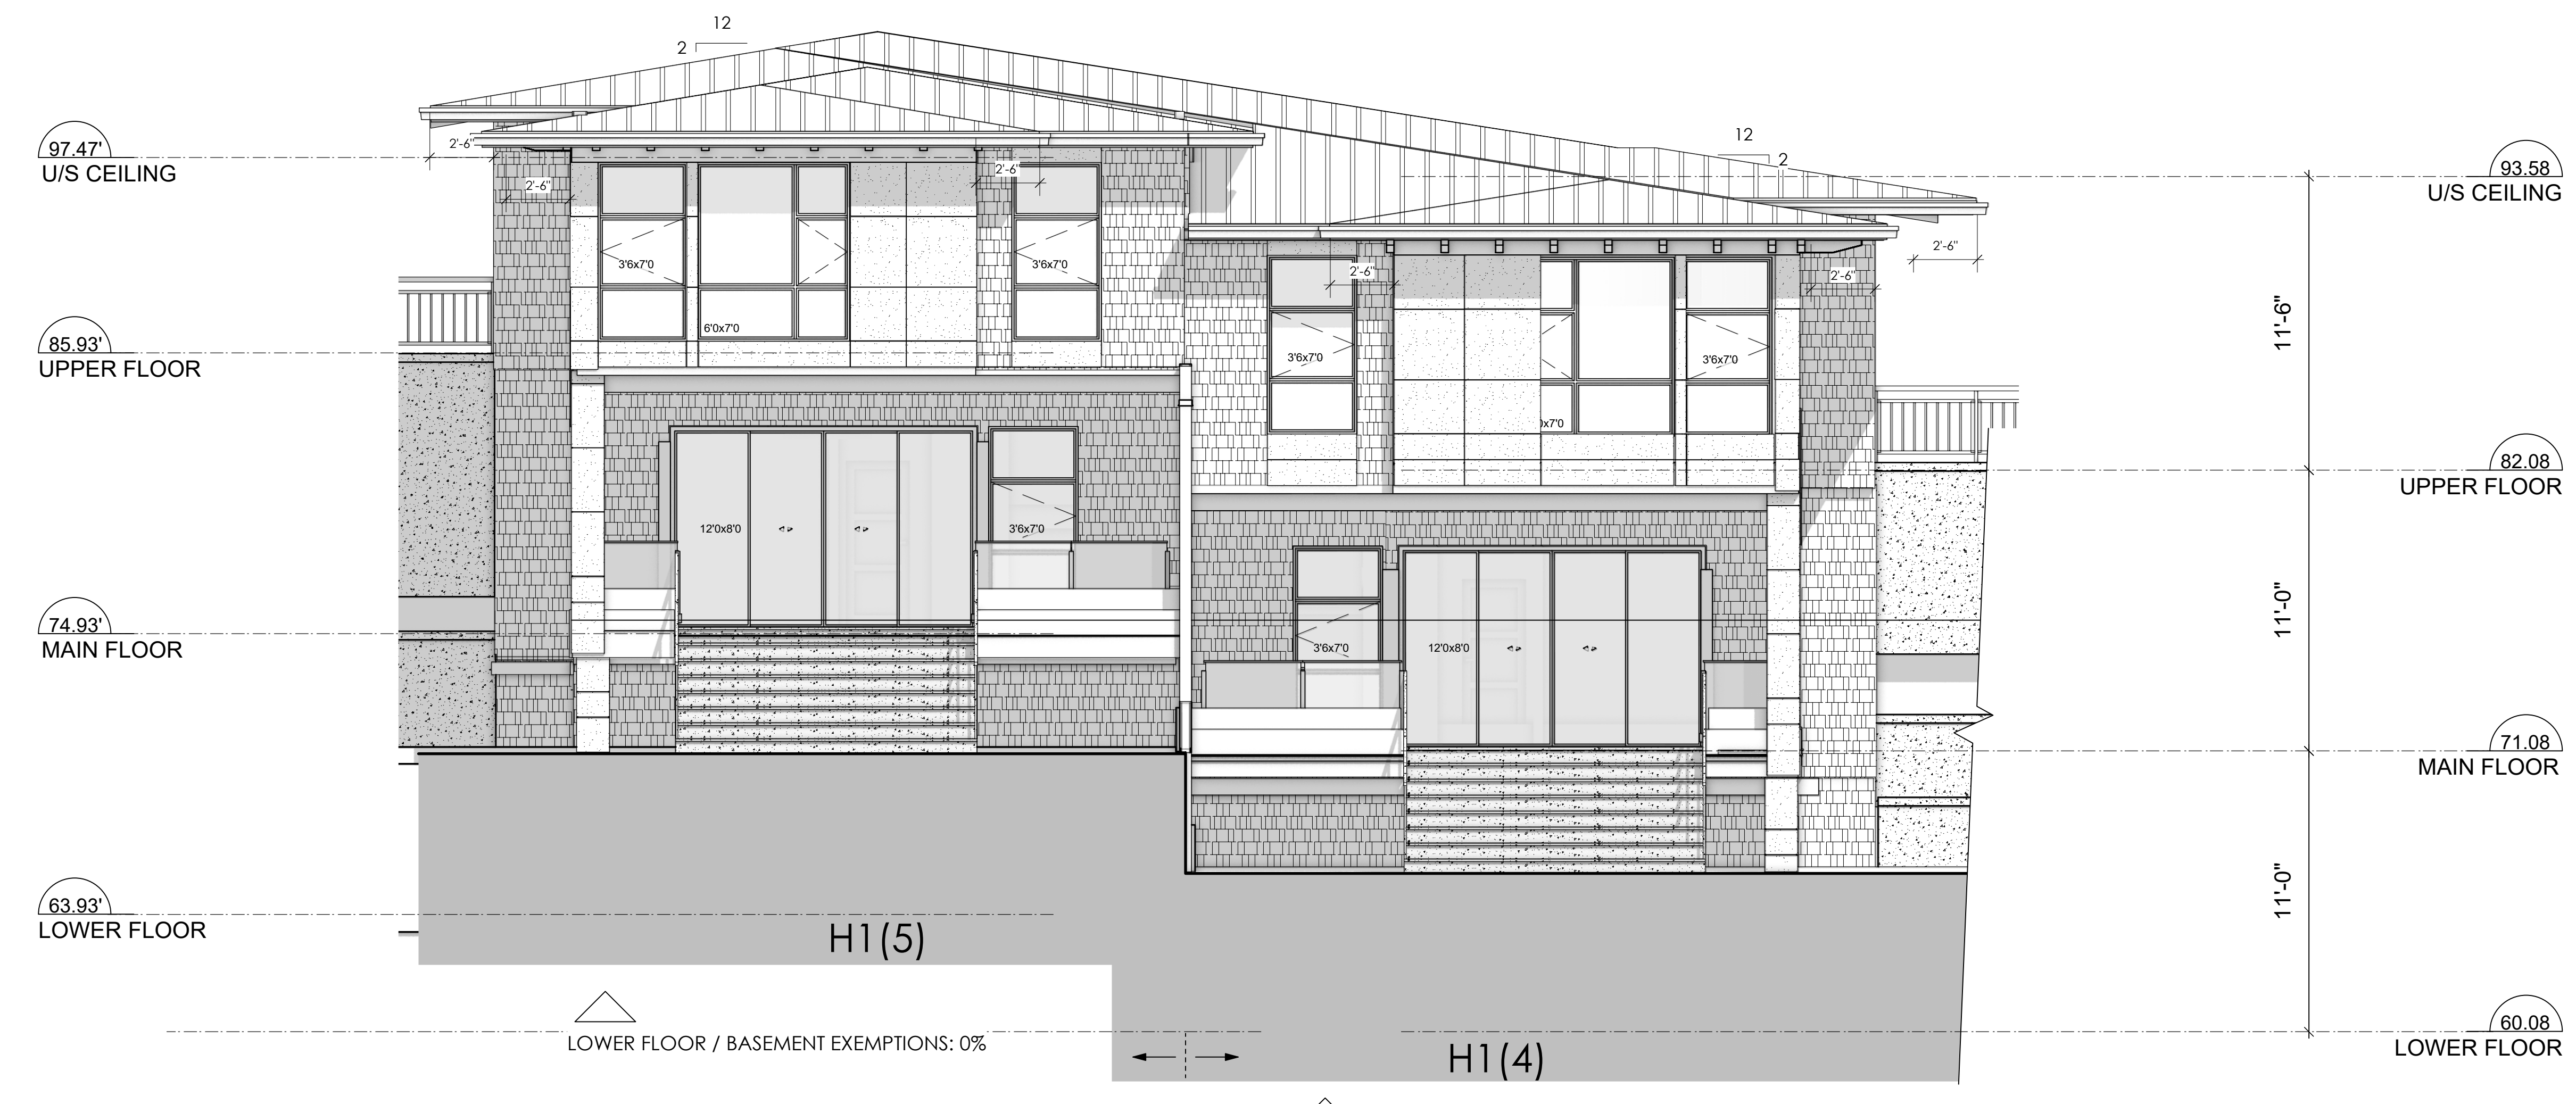 12
2
12
2
97.47'
U/S CEILING
93.58
U/S CEILING
2'-6"
2'-6"
2'-6"
2'-6"
2'-6"
2'-6"
3'6x7'0
6'0x7'0
3'6x7'0
3'6x7'0
3'6x7'0
x7'0
11'-6"
85.93'
UPPER FLOOR
82.08
UPPER FLOOR
12'0x8'0
3'6x7'0
3'6x7'0
12'0x8'0
11'-0"
74.93'
MAIN FLOOR
71.08
MAIN FLOOR
11'-0"
63.93'
LOWER FLOOR
H1(5)
60.08
LOWER FLOOR
LOWER FLOOR / BASEMENT EXEMPTIONS: 0%
H1(4)